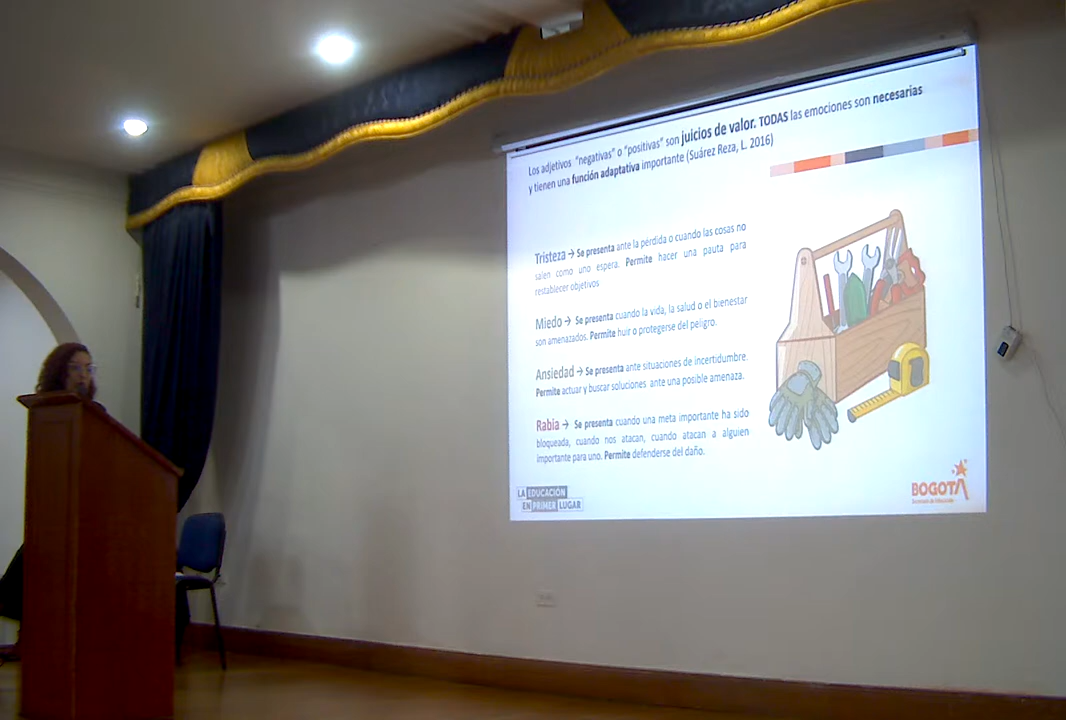 Los adjetivos "negativas" o "positivas" son juicios de valor. TODAS las emociones son necesarias
y tienen una función adaptativa importante (Suárez Reza, L. 2016)
Tristeza → Se presenta ante la pérdida o cuando las cosas no
salen como uno espera. Permite hacer una pauta para
restablecer objetivos
Miedo → Se presenta cuando la vida, la salud o el bienestar
son amenazados. Permite huir o protegerse del peligro.
Ansiedad → Se presenta ante situaciones de incertidumbre.
Permite actuar y buscar soluciones ante una posible amenaza.
Rabia → Se presenta cuando una meta importante ha sido
bloqueada, cuando nos atacan, cuando atacan a alguien
importante para uno. Permite defenderse del daño.
LA EDUCACIÓN
EN PRIMER LUGAR
BOGOTÁ